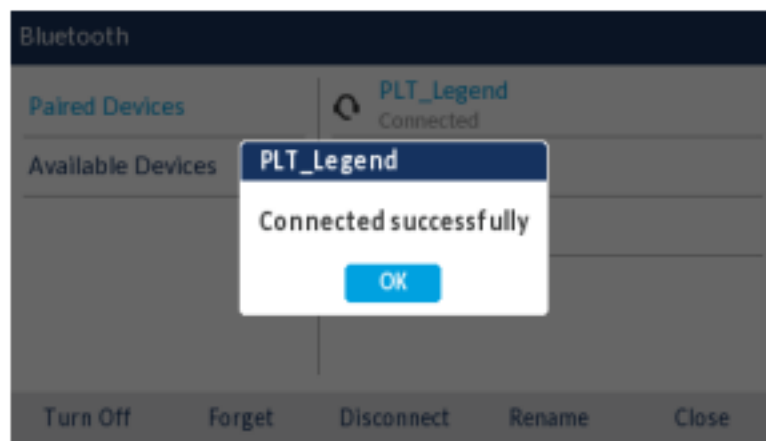 Bluetooth
Paired Devices
PLT_Legend
Connected
Available Devices
PLT_Legend
Connected successfully
OK
Turn Off Forget Disconnect Rename Close